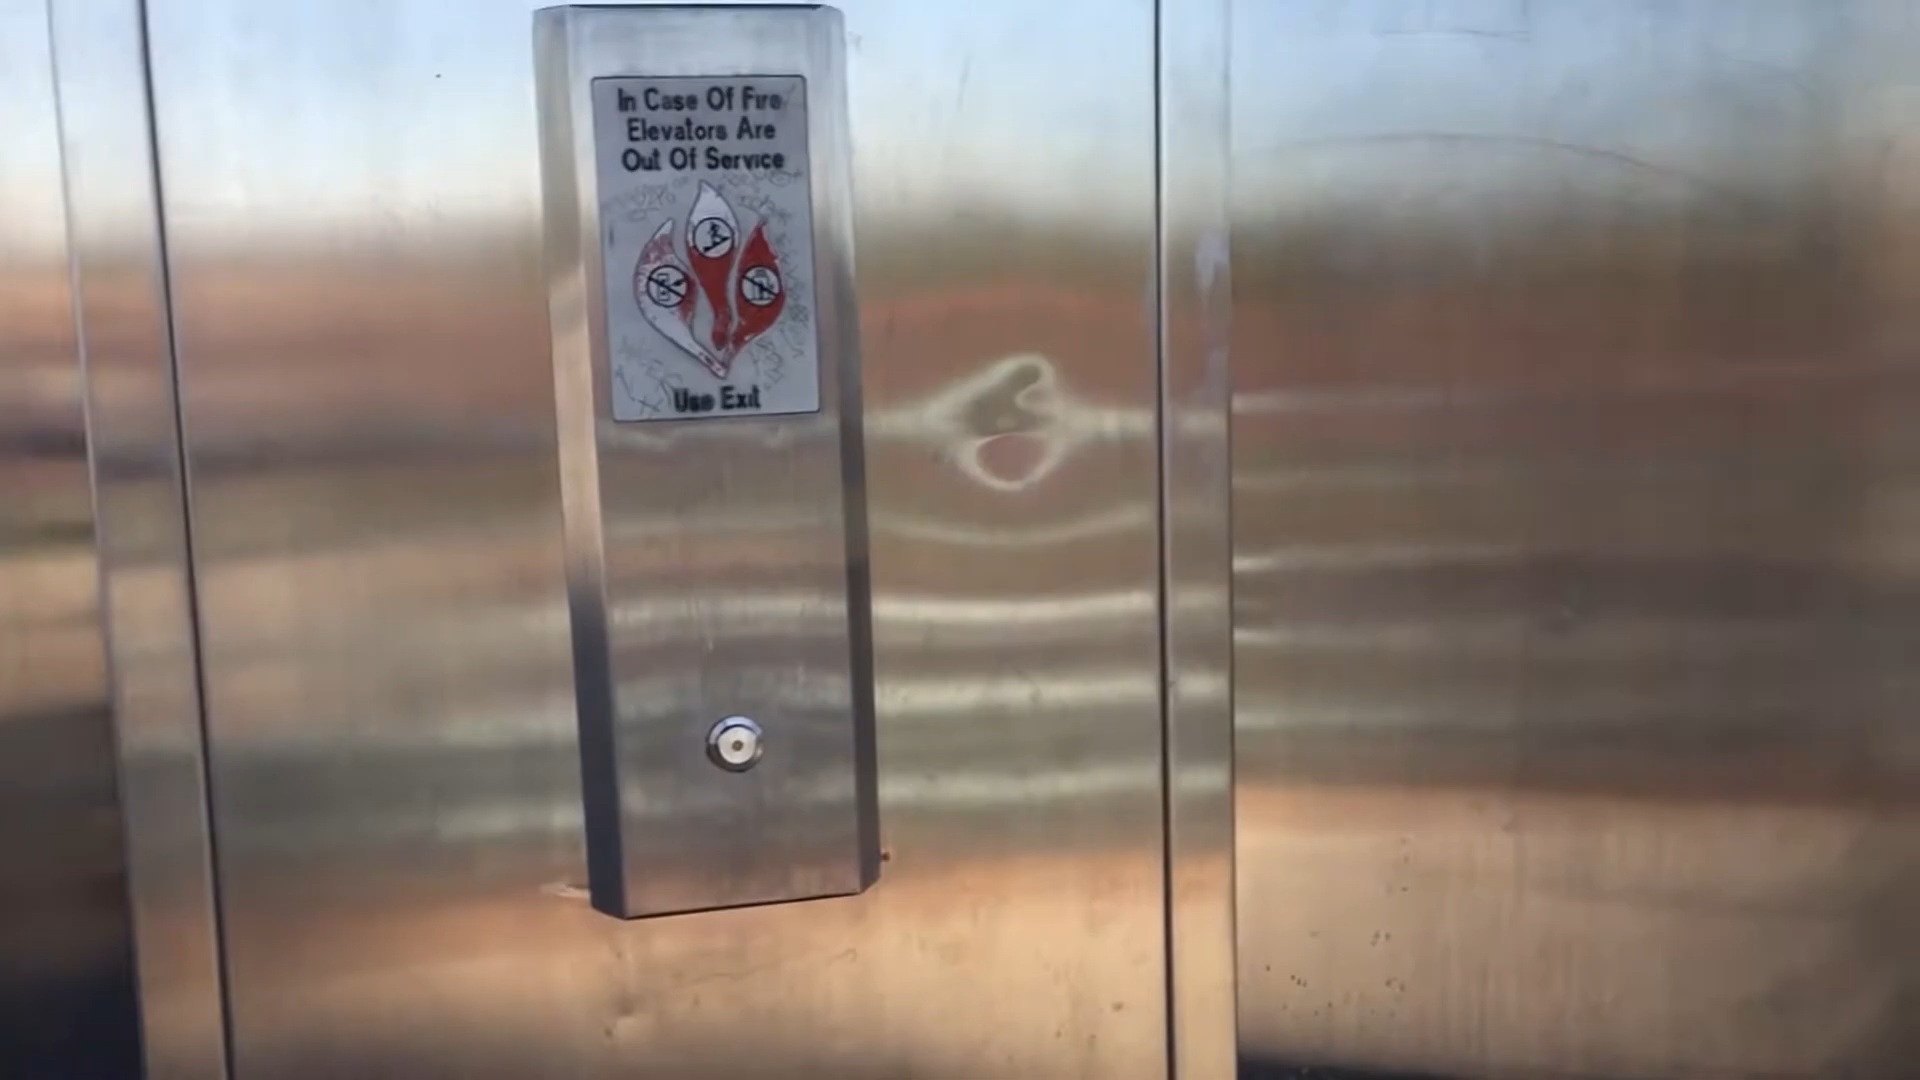 In Case Of Fire
Elevators Are
Out Of Service
Use Exit